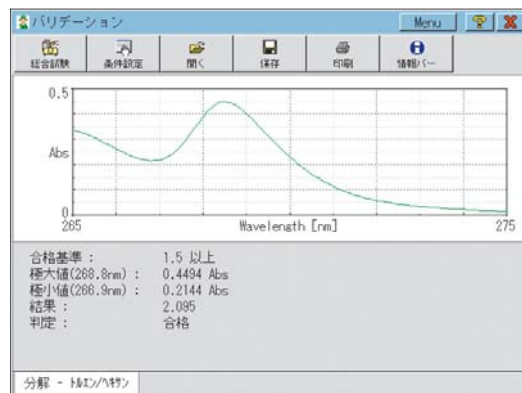 バリデーション Menu
総合試験 条件設定 開く 保存 印刷 情報バー
0.5
Abs
0
265 Wavelength [nm] 275
合格基準 : 1.5 以上
極大値(268.8nm) : 0.4494 Abs
極小値(266.9nm) : 0.2144 Abs
結果 : 2.095
判定 : 合格
分解 - トルエン/ヘキサン